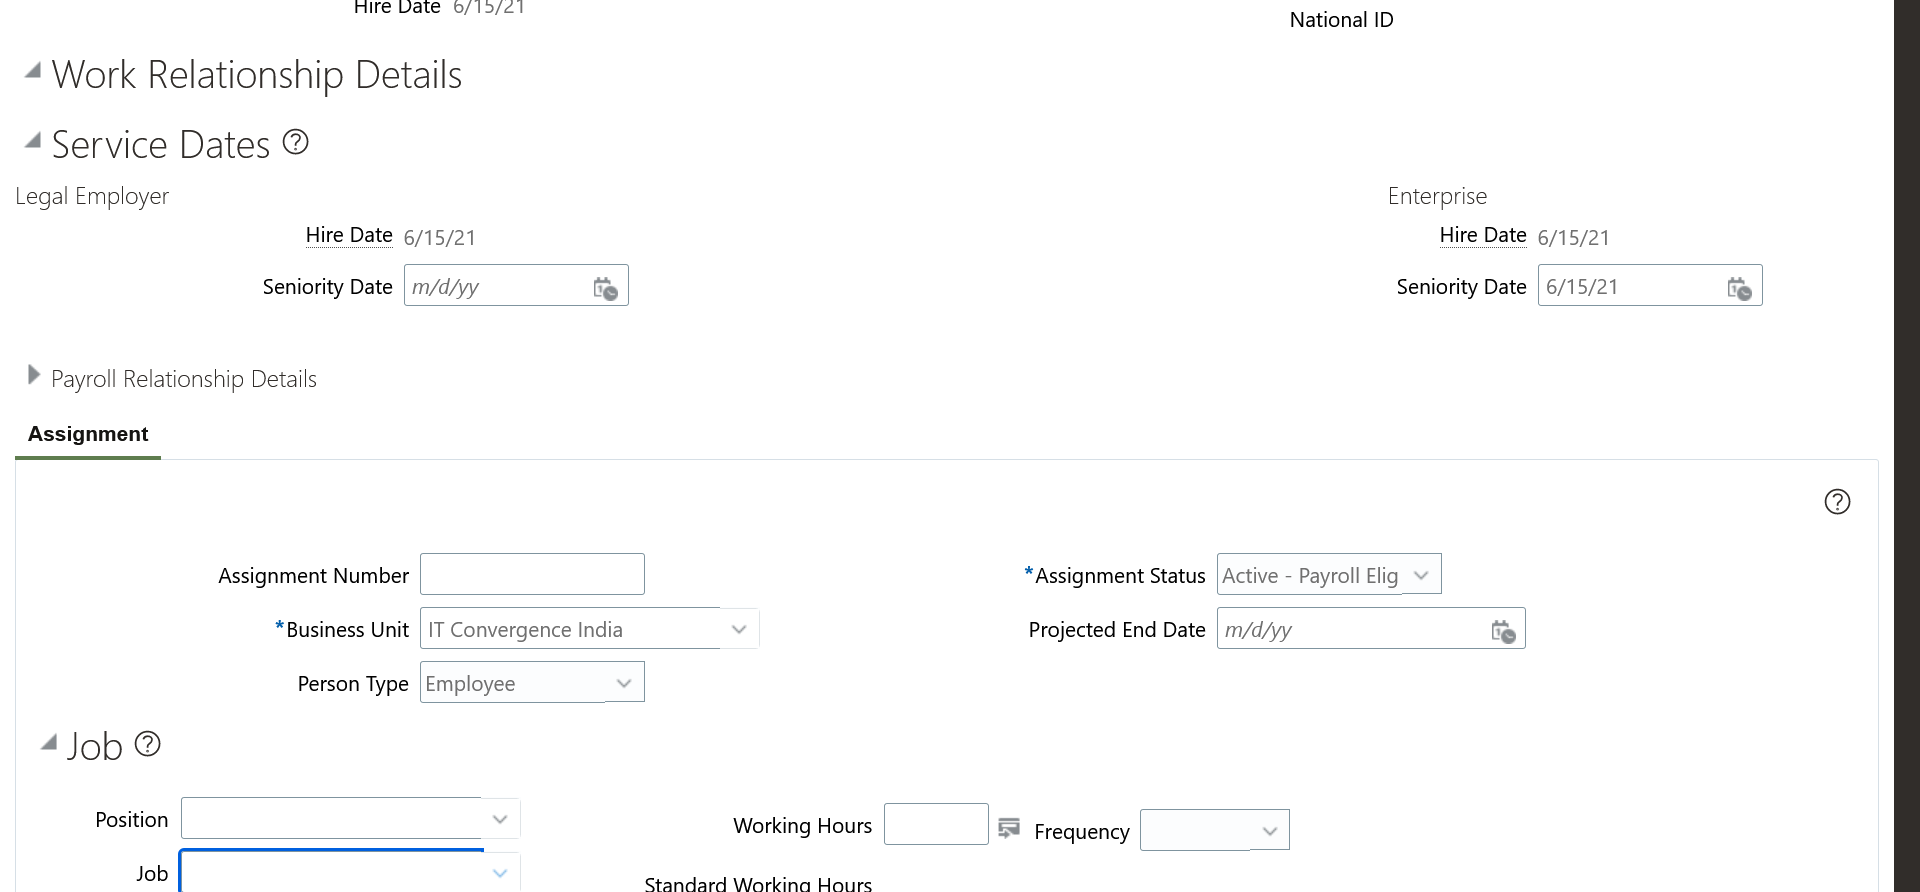 Hire Date 6/15/21
National ID
Work Relationship Details
Service Dates
Legal Employer
Enterprise
Hire Date 6/15/21
Hire Date 6/15/21
Seniority Date m/d/yy
Seniority Date 6/15/21
Payroll Relationship Details
Assignment
Assignment Number
*Assignment Status Active - Payroll Elig
*Business Unit IT Convergence India
Projected End Date m/d/yy
Person Type Employee
Job
Position
Working Hours
Frequency
Job
Standard Working Hours